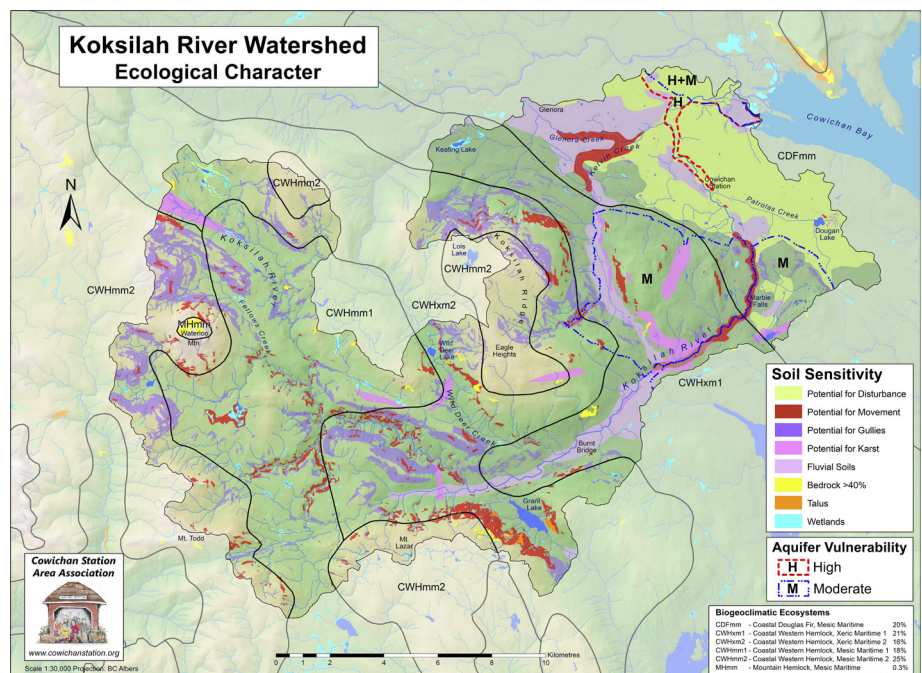 Koksilah River Watershed
Ecological Character
N
H+M
H
Glenora
Glenora Creek
Kelvin Creek
Keating Lake
Cowichan Bay
CDFmm
Cowichan
Station
Patrolas Creek
Dougan
Lake
CWHmm2
Koksilah River
Lois
Lake
CWHmm2
Koksilah Ridge
M
M
Marble
Falls
CWHmm2
CWHmm1
CWHxm2
MHmm
Waterloo
Mtn.
Fellows Creek
Wild
Deer
Lake
Eagle
Heights
Koksilah River
CWHxm1
Wild Deer Creek
Burnt
Bridge
Grant
Lake
Mt. Todd
Mt.
Lazar
CWHmm2
Soil Sensitivity
Potential for Disturbance
Potential for Movement
Potential for Gullies
Potential for Karst
Fluvial Soils
Bedrock >40%
Talus
Wetlands
Aquifer Vulnerability
H High
M Moderate
Biogeoclimatic Ecosystems
CDFmm - Coastal Douglas Fir, Mesic Maritime 20%
CWHxm1 - Coastal Western Hemlock, Xeric Maritime 1 21%
CWHxm2 - Coastal Western Hemlock, Xeric Maritime 2 16%
CWHmm1 - Coastal Western Hemlock, Mesic Maritime 1 18%
CWHmm2 - Coastal Western Hemlock, Mesic Maritime 2 25%
MHmm - Mountain Hemlock, Mesic Maritime 0.3%
Cowichan Station
Area Association
www.cowichanstation.org
Scale 1:30,000 Projection: BC Albers
0 1 2 4 6 8 10
Kilometres